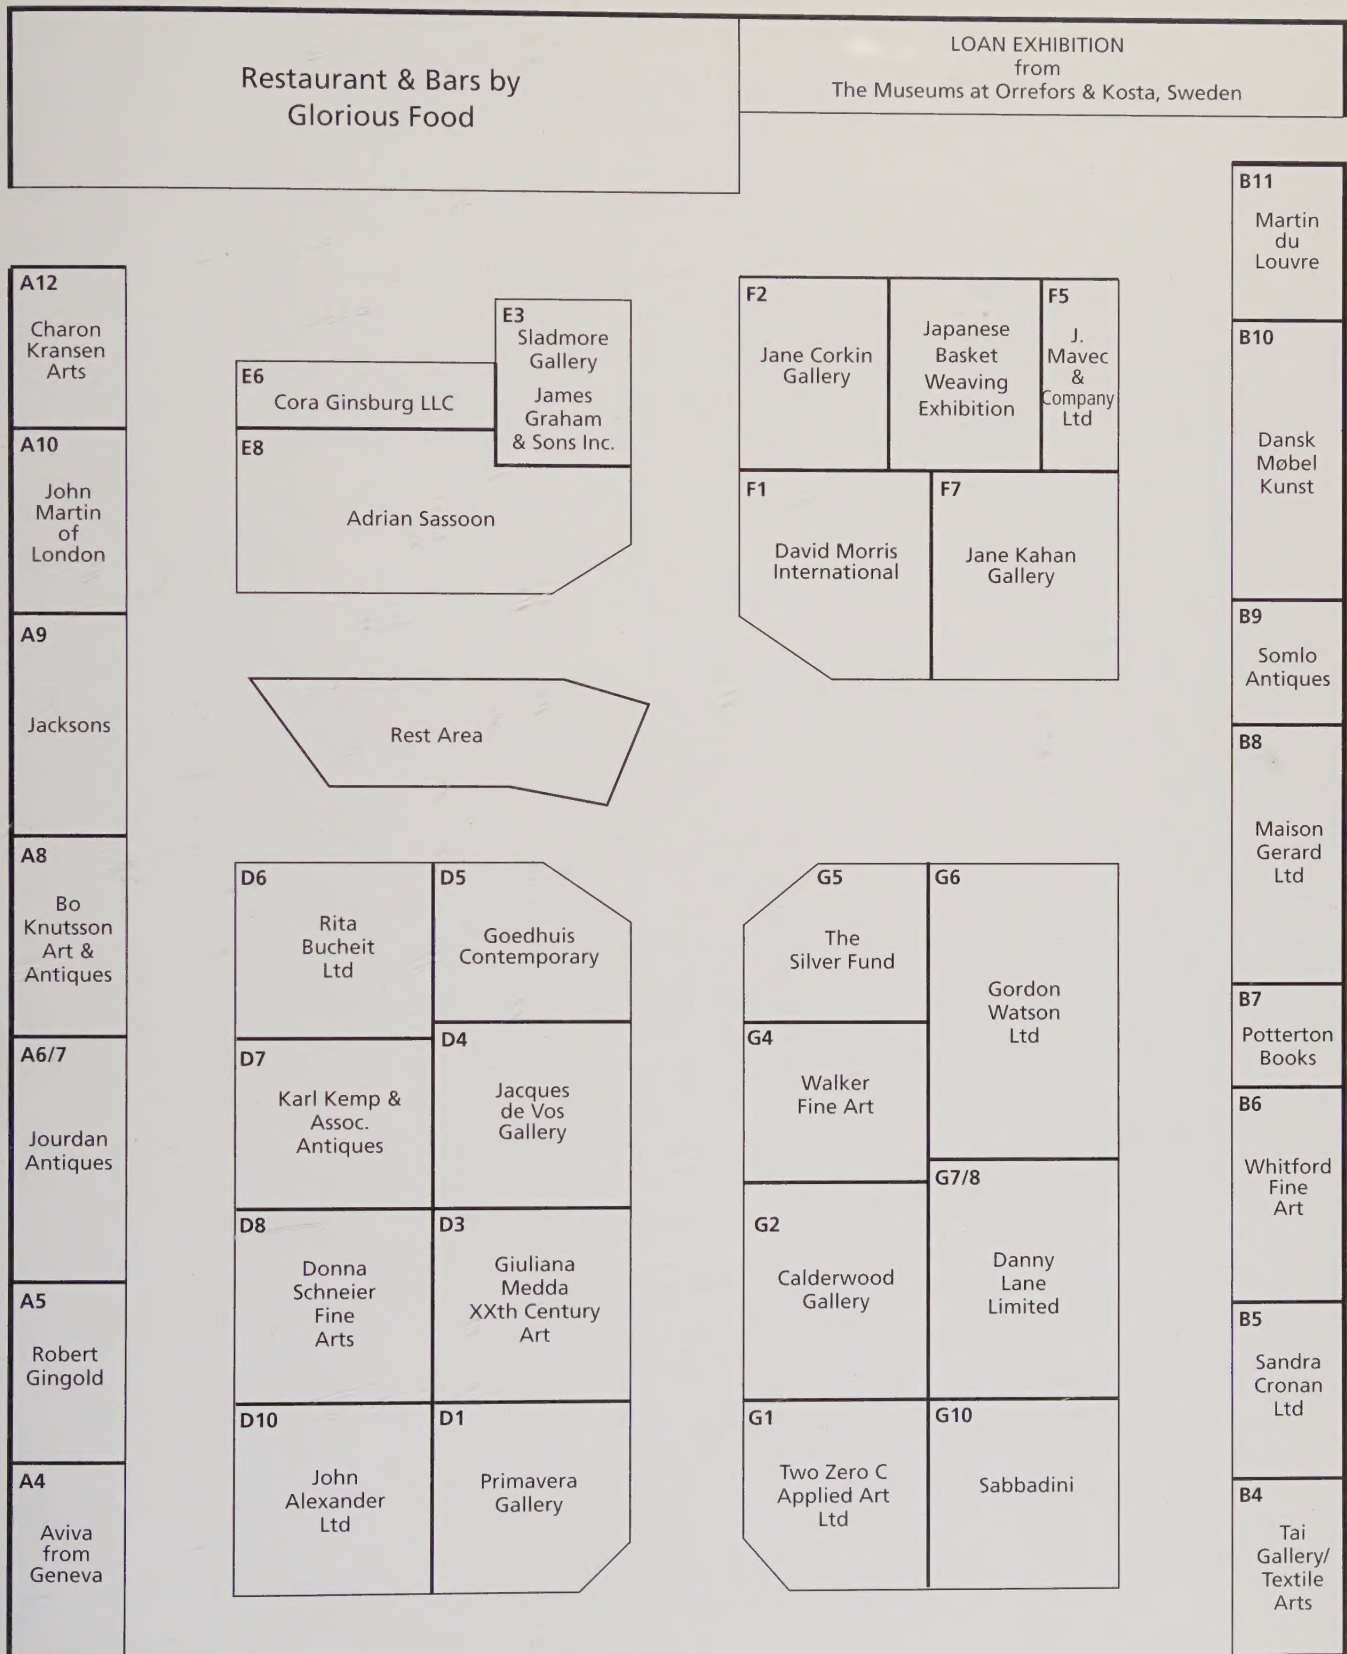 Restaurant & Bars by
Glorious Food
LOAN EXHIBITION
from
The Museums at Orrefors & Kosta, Sweden
A12
Charon
Kransen
Arts
A10
John
Martin
of
London
A9
Jacksons
A8
Bo
Knutsson
Art &
Antiques
A6/7
Jourdan
Antiques
A5
Robert
Gingold
A4
Aviva
from
Geneva
E3
Sladmore
Gallery
James
Graham
& Sons Inc.
E6
Cora Ginsburg LLC
E8
Adrian Sassoon
Rest Area
D6
Rita
Bucheit
Ltd
D5
Goedhuis
Contemporary
D7
Karl Kemp &
Assoc.
Antiques
D4
Jacques
de Vos
Gallery
D8
Donna
Schneier
Fine
Arts
D3
Giuliana
Medda
XXth Century
Art
D10
John
Alexander
Ltd
D1
Primavera
Gallery
F2
Jane Corkin
Gallery
Japanese
Basket
Weaving
Exhibition
F5
J.
Mavec
&
Company
Ltd
F1
David Morris
International
F7
Jane Kahan
Gallery
G5
The
Silver Fund
G6
Gordon
Watson
Ltd
G4
Walker
Fine Art
G7/8
Danny
Lane
Limited
G2
Calderwood
Gallery
G1
Two Zero C
Applied Art
Ltd
G10
Sabbadini
B11
Martin
du
Louvre
B10
Dansk
Møbel
Kunst
B9
Somlo
Antiques
B8
Maison
Gerard
Ltd
B7
Potterton
Books
B6
Whitford
Fine
Art
B5
Sandra
Cronan
Ltd
B4
Tai
Gallery/
Textile
Arts